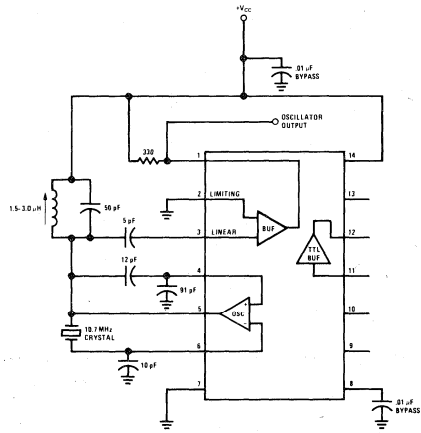 +VCC
.01 µF
BYPASS
OSCILLATOR
OUTPUT
330
1
14
1.5-3.0 µH
50 pF
2
LIMITING
13
5 pF
BUF
3
LINEAR
12
TTL
BUF
12 pF
4
11
91 pF
+
5
OSC
10
-
10.7 MHz
CRYSTAL
6
9
10 pF
7
8
.01 µF
BYPASS